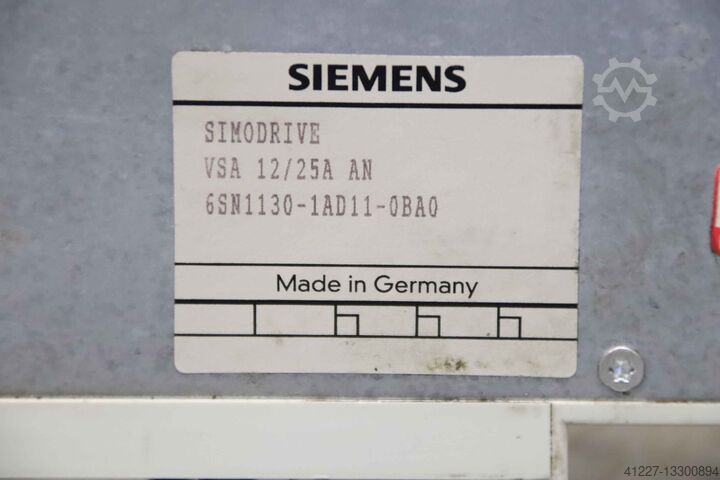 SIEMENS
SIMODRIVE
VSA 12/25A AN
6SN1130-1AD11-0BA0
Made in Germany
41227-13300894